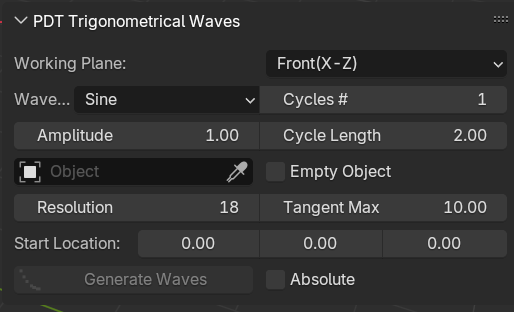 PDT Trigonometrical Waves
Working Plane: Front(X-Z)
Wave... Sine Cycles # 1
Amplitude 1.00 Cycle Length 2.00
Object Empty Object
Resolution 18 Tangent Max 10.00
Start Location: 0.00 0.00 0.00
Generate Waves Absolute